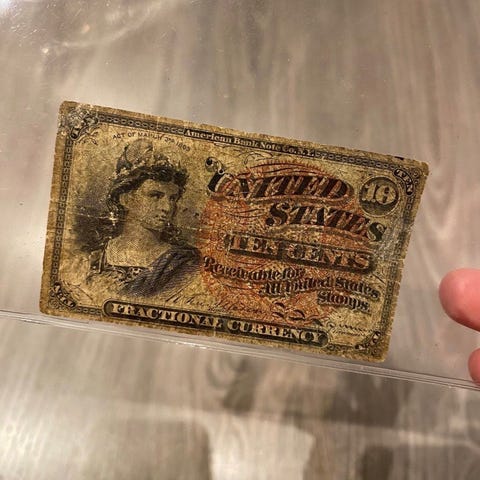 American Bank Note Co. N.Y.
ACT OF MARCH 3RD 1863
UNITED
10
STATES
TEN CENTS
Receivable for
All United States
Stamps.
FRACTIONAL CURRENCY